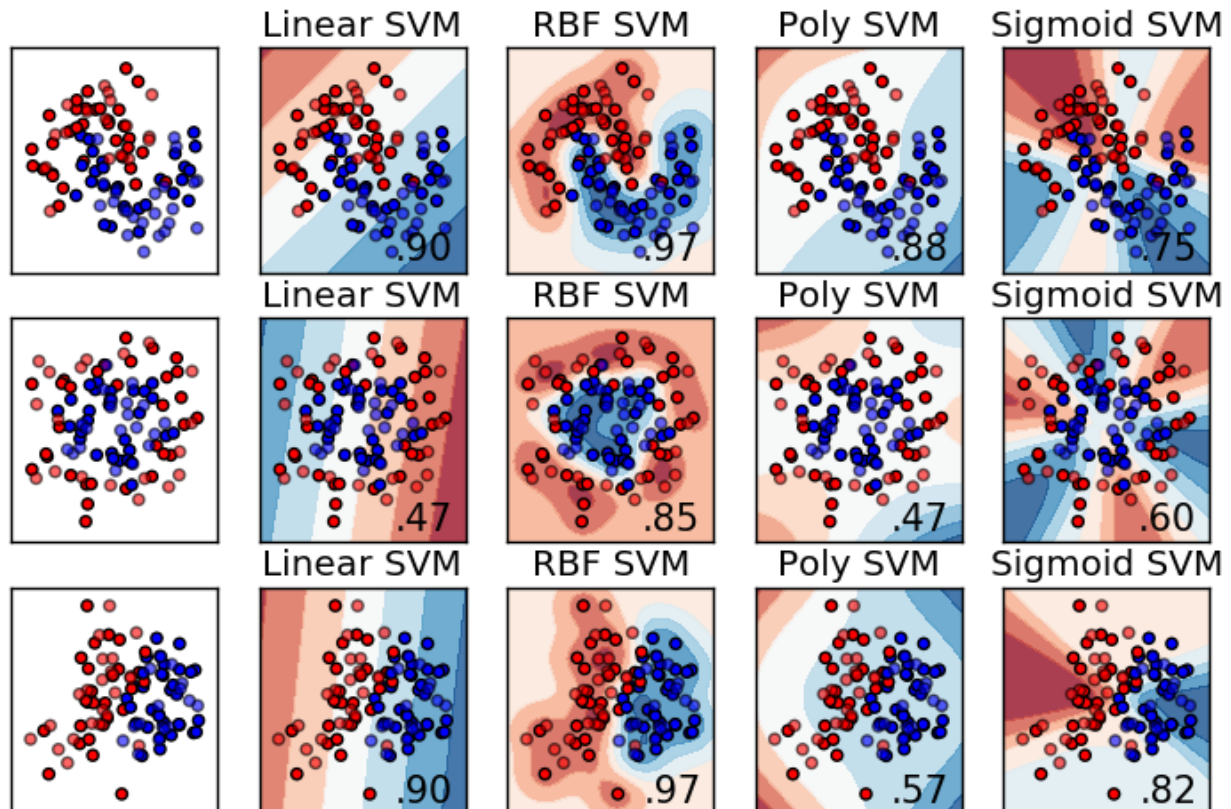 Linear SVM RBF SVM Poly SVM Sigmoid SVM
.90 .97 .88 .75
Linear SVM RBF SVM Poly SVM Sigmoid SVM
.47 .85 .47 .60
Linear SVM RBF SVM Poly SVM Sigmoid SVM
.90 .97 .57 .82